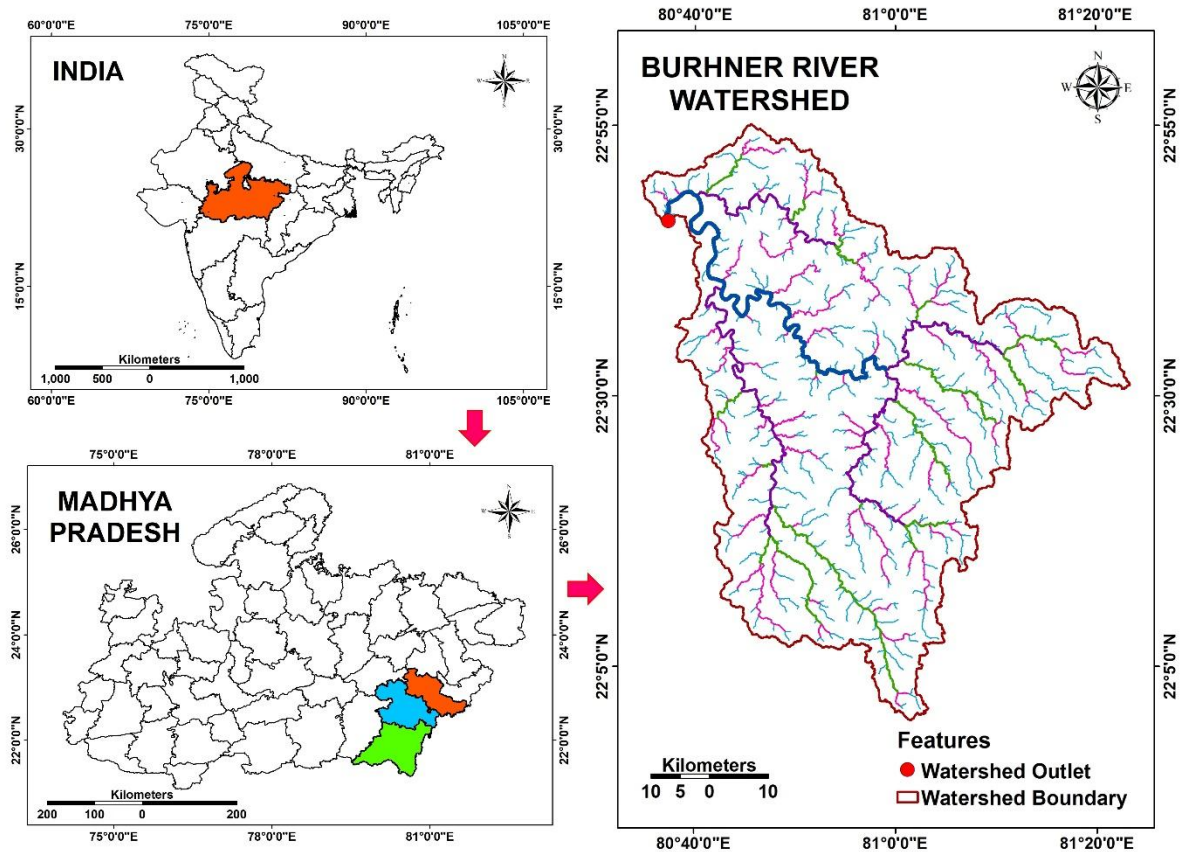 60°0'0"E 75°0'0"E 90°0'0"E 105°0'0"E
INDIA
N
W E
S
30°0'0"N
30°0'0"N
15°0'0"N
15°0'0"N
Kilometers
1,000 500 0 1,000
60°0'0"E 75°0'0"E 90°0'0"E 105°0'0"E
75°0'0"E 78°0'0"E 81°0'0"E
MADHYA
PRADESH
N
W E
S
26°0'0"N
26°0'0"N
24°0'0"N
24°0'0"N
22°0'0"N
22°0'0"N
Kilometers
200 100 0 200
75°0'0"E 78°0'0"E 81°0'0"E
80°40'0"E 81°0'0"E 81°20'0"E
BURHNER RIVER
WATERSHED
N
W E
S
22°55'0"N
22°55'0"N
22°30'0"N
22°30'0"N
22°5'0"N
22°5'0"N
Features
Watershed Outlet
Watershed Boundary
Kilometers
10 5 0 10
80°40'0"E 81°0'0"E 81°20'0"E